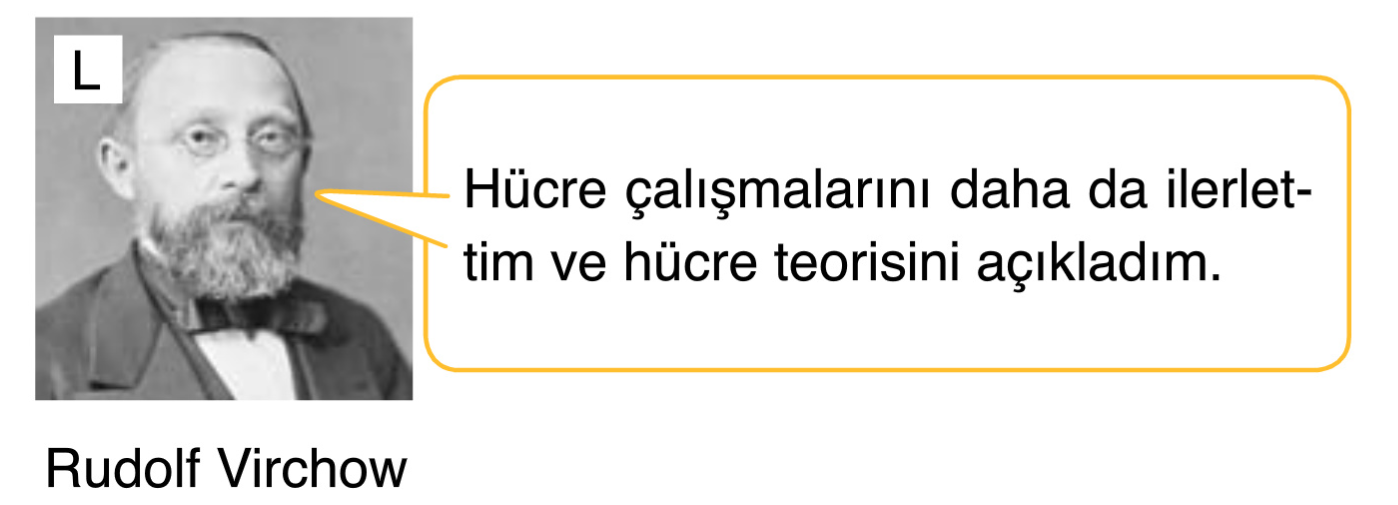 L
Hücre çalışmalarını daha da ilerlet-
tim ve hücre teorisini açıkladım.
Rudolf Virchow